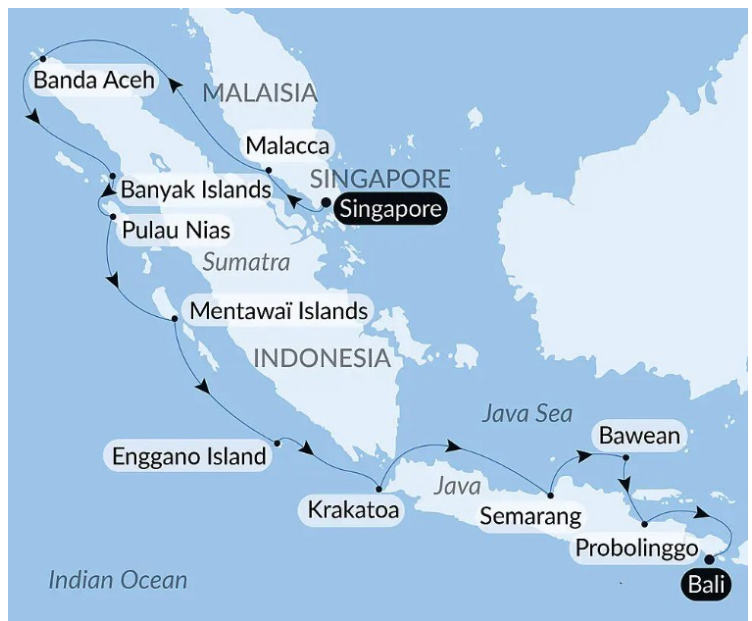 Banda Aceh
MALAISIA
Malacca
SINGAPORE
Banyak Islands
Singapore
Pulau Nias
Sumatra
Mentawaï Islands
INDONESIA
Java Sea
Bawean
Enggano Island
Java
Krakatoa
Semarang
Probolinggo
Indian Ocean
Bali